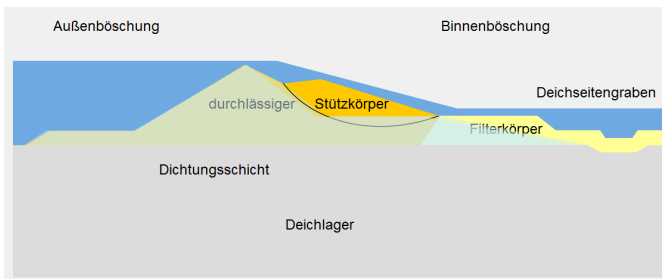 Außenböschung
Binnenböschung
Deichseitengraben
durchlässiger Stützkörper
Filterkörper
Dichtungsschicht
Deichlager